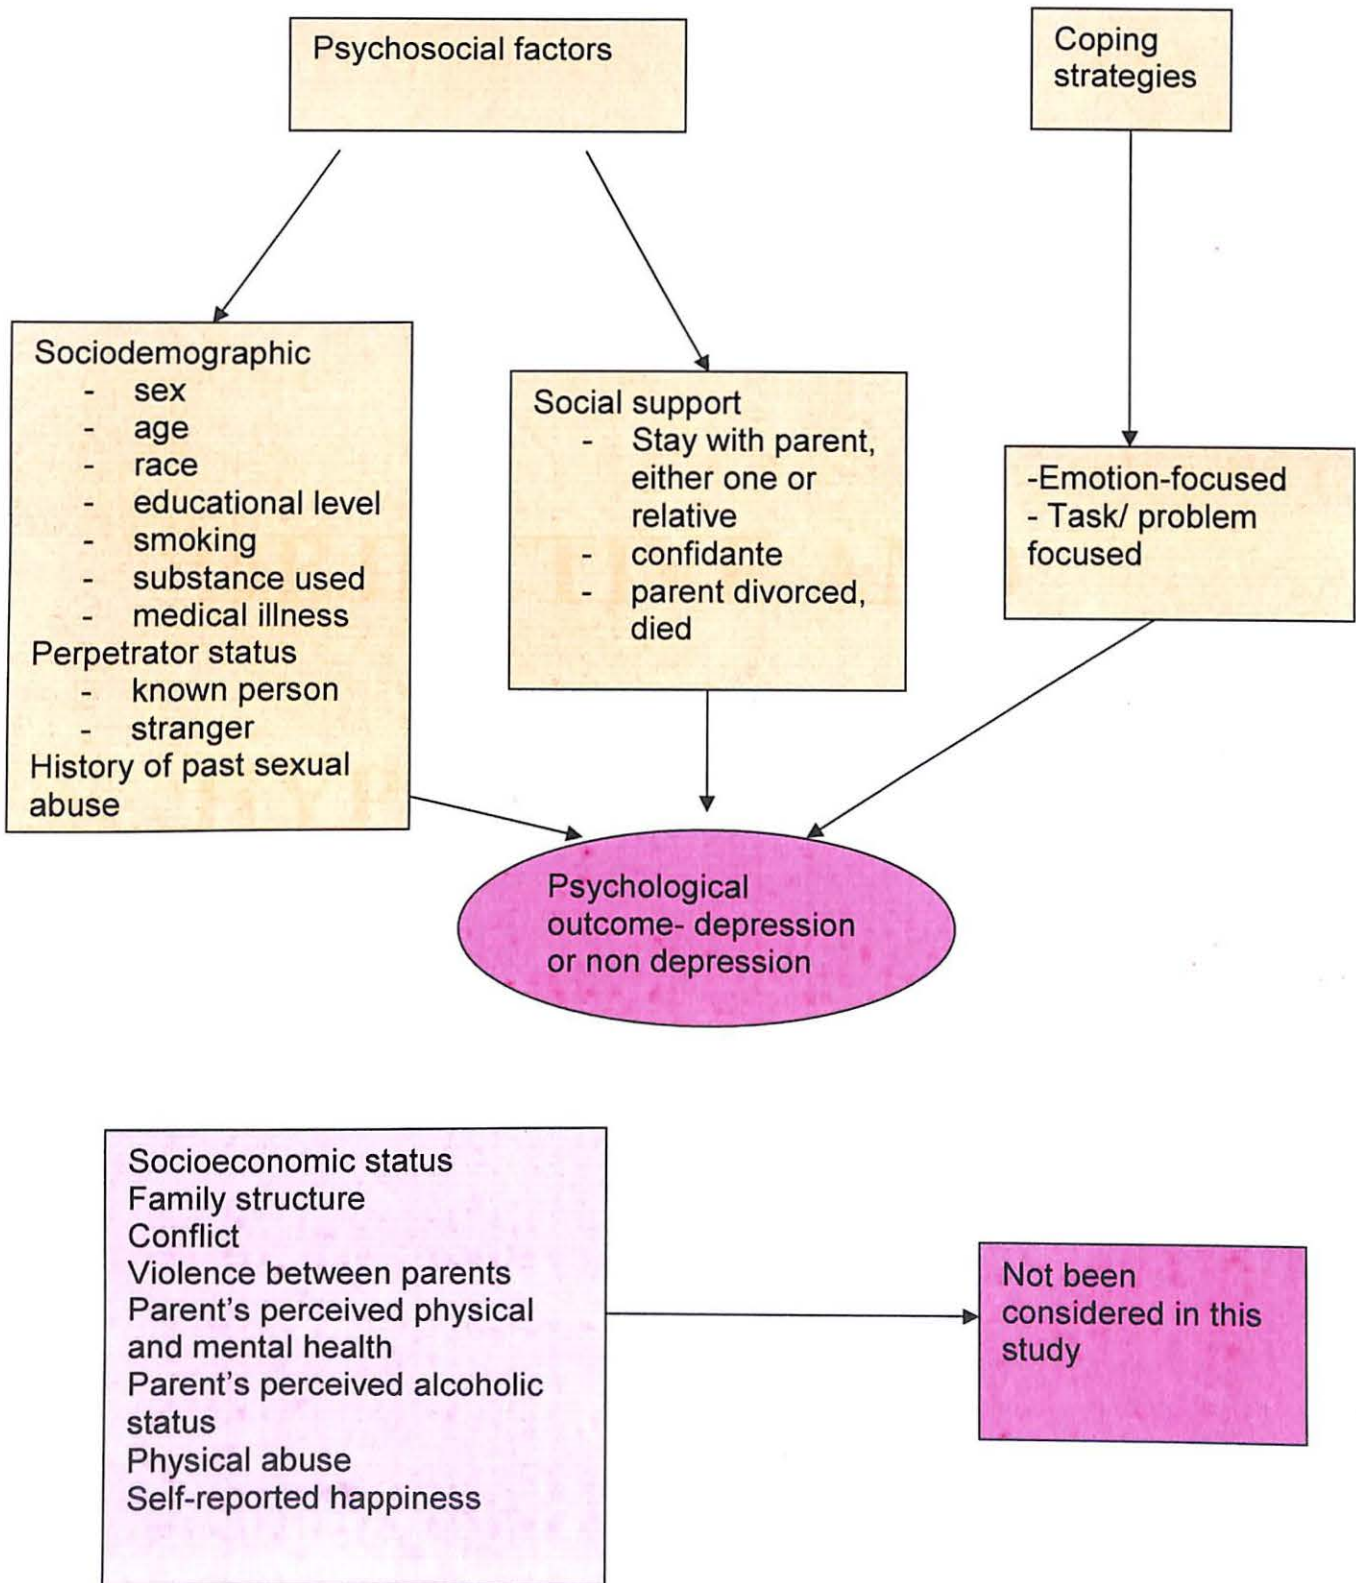 Psychosocial factors
Coping
strategies
Sociodemographic
- sex
- age
- race
- educational level
- smoking
- substance used
- medical illness
Perpetrator status
- known person
- stranger
History of past sexual
abuse
Social support
- Stay with parent,
either one or
relative
- confidante
- parent divorced,
died
-Emotion-focused
- Task/ problem
focused
Psychological
outcome- depression
or non depression
Socioeconomic status
Family structure
Conflict
Violence between parents
Parent's perceived physical
and mental health
Parent's perceived alcoholic
status
Physical abuse
Self-reported happiness
Not been
considered in this
study